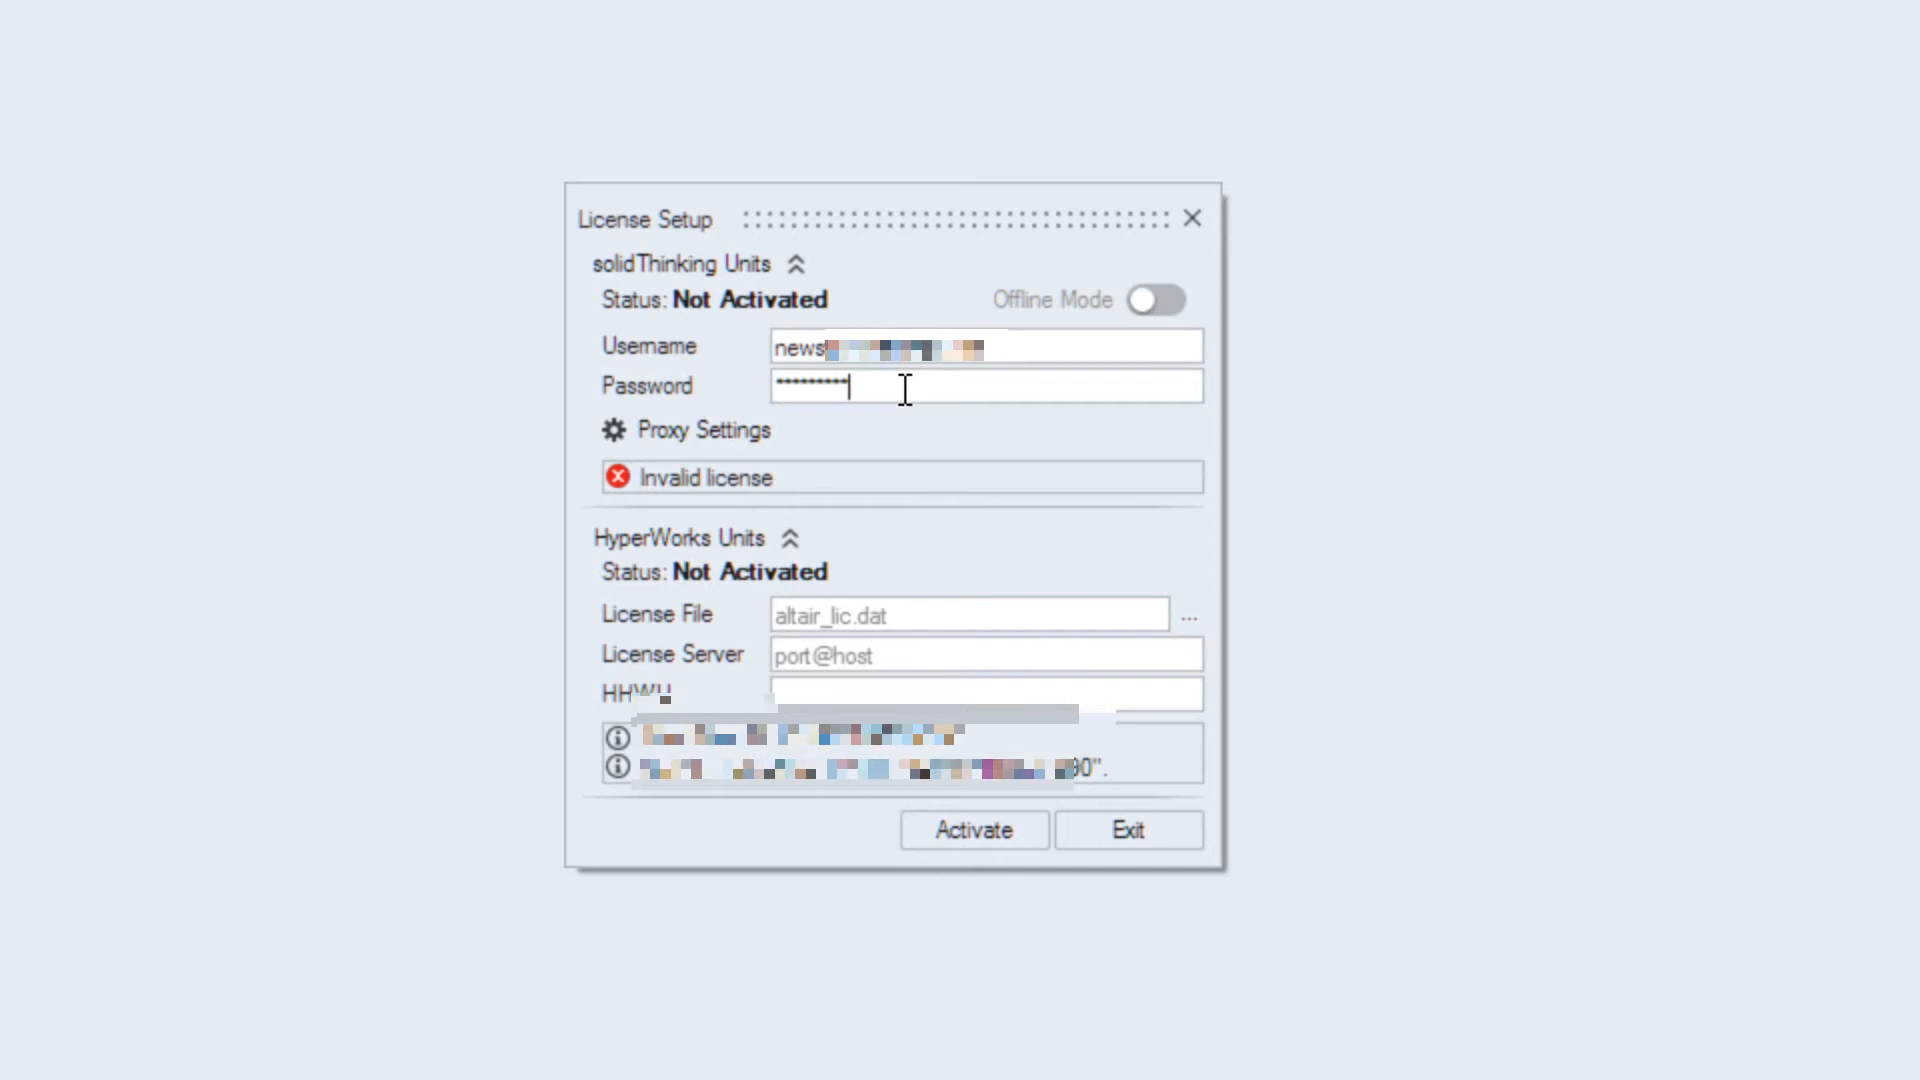 License Setup
solidThinking Units
Status: Not Activated
Offline Mode
Username
news
Password
*********
Proxy Settings
Invalid license
HyperWorks Units
Status: Not Activated
License File
altair_lic.dat
...
License Server
port@host
Activate
Exit